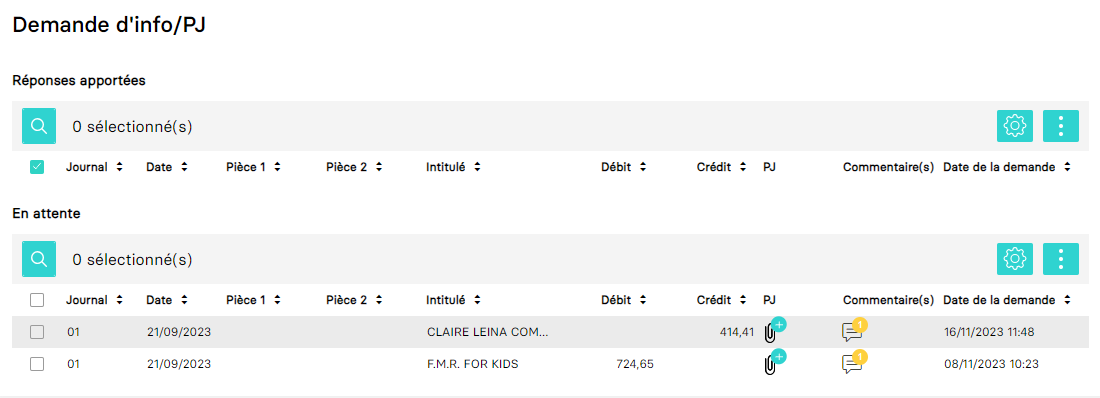 Demande d'info/PJ
Réponses apportées
0 sélectionné(s)
Journal Date Pièce 1 Pièce 2 Intitulé Débit Crédit PJ Commentaire(s) Date de la demande
En attente
0 sélectionné(s)
Journal Date Pièce 1 Pièce 2 Intitulé Débit Crédit PJ Commentaire(s) Date de la demande
01 21/09/2023 CLAIRE LEINA COM... 414,41 + 1 16/11/2023 11:48
01 21/09/2023 F.M.R. FOR KIDS 724,65 + 1 08/11/2023 10:23